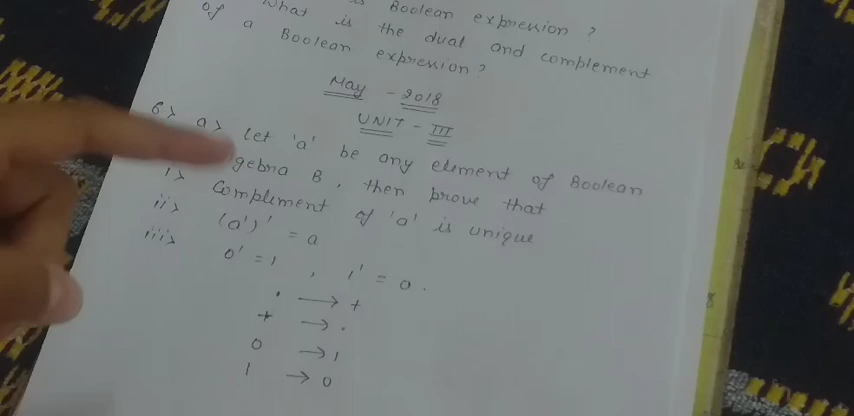 is Boolean expression ?
What is the dual and complement
of a Boolean expression ?
May - 2018
UNIT - III
6> a> let 'a' be any element of Boolean
gebra B , then prove that
i> Complement of 'a' is unique
ii> (a')' = a
iii> 0' = 1 , 1' = 0 .
. → +
+ → .
0 → 1
1 → 0